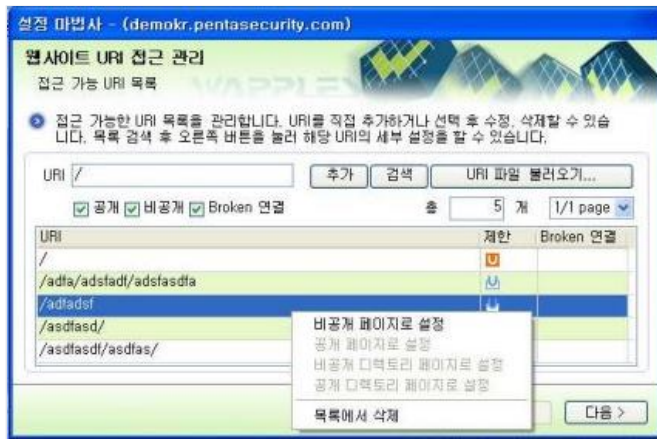 설정 마법사 - (demokr.pentasecurity.com)
웹사이트 URI 접근 관리
접근 가능 URI 목록
WAPPLES
접근 가능한 URI 목록을 관리합니다. URI를 직접 추가하거나 선택 후 수정, 삭제할 수 있습
니다. 목록 검색 후 오른쪽 버튼을 눌러 해당 URI의 세부 설정을 할 수 있습니다.
URI / 추가 검색 URI 파일 불러오기...
공개 비공개 Broken 연결 총 5 개 1/1 page
URI 제한 Broken 연결
/
/adfa/adsfadf/adsfasdfa
/adfadsf
/asdfasd/
/asdfasdf/asdfas/
비공개 페이지로 설정
공개 페이지로 설정
비공개 디렉토리 페이지로 설정
공개 디렉토리 페이지로 설정
목록에서 삭제
다음 >